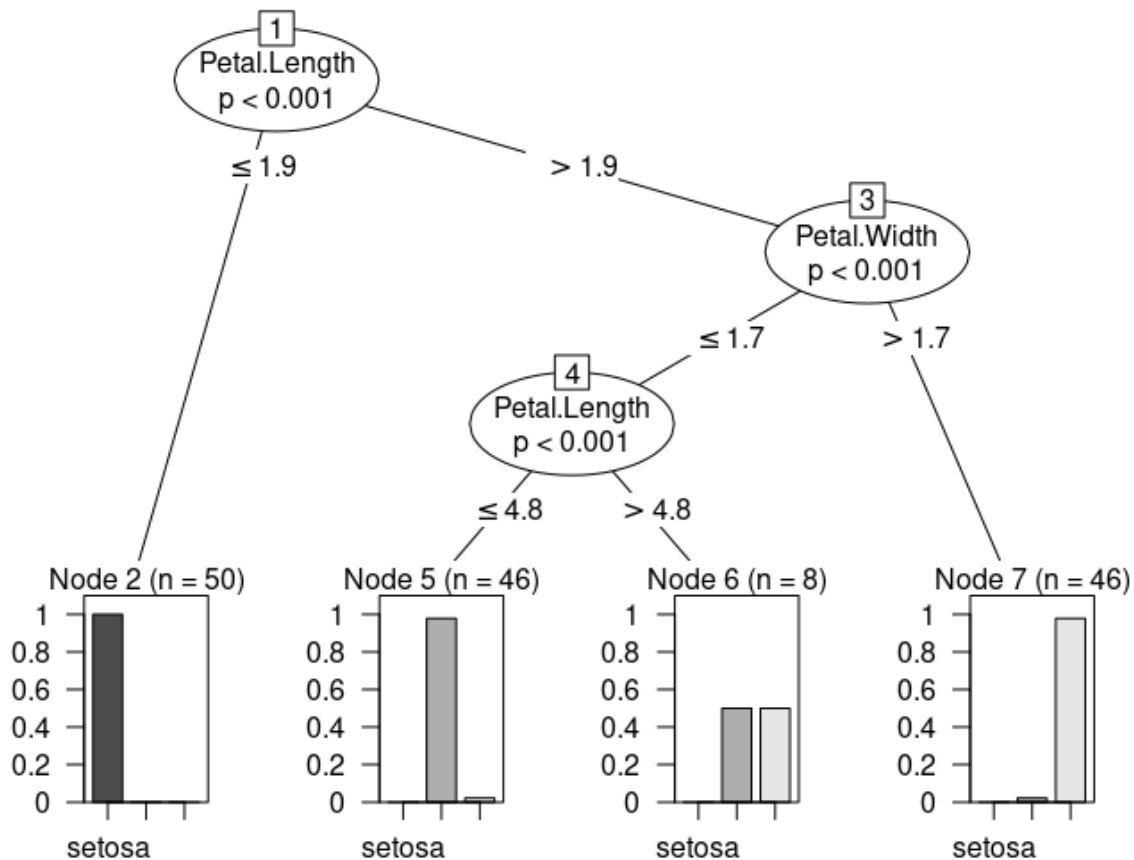 1
Petal.Length
p < 0.001
≤ 1.9
> 1.9
3
Petal.Width
p < 0.001
≤ 1.7
> 1.7
4
Petal.Length
p < 0.001
≤ 4.8
> 4.8
Node 2 (n = 50)
1
0.8
0.6
0.4
0.2
0
setosa
Node 5 (n = 46)
1
0.8
0.6
0.4
0.2
0
setosa
Node 6 (n = 8)
1
0.8
0.6
0.4
0.2
0
setosa
Node 7 (n = 46)
1
0.8
0.6
0.4
0.2
0
setosa